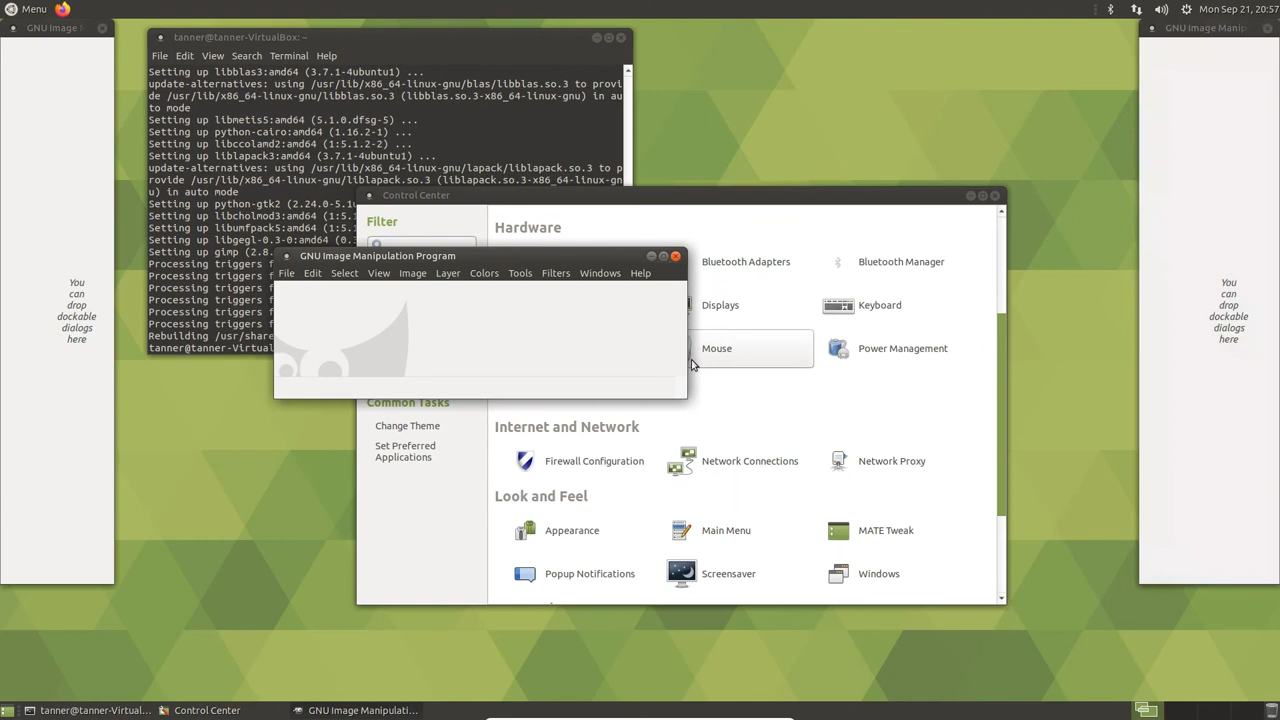 Menu
Mon Sep 21, 20:57
GNU Image
You
can
drop
dockable
dialogs
here
tanner@tanner-VirtualBox: ~
File Edit View Search Terminal Help
Setting up libblas3:amd64 (3.7.1-4ubuntu1) ...
update-alternatives: using /usr/lib/x86_64-linux-gnu/blas/libblas.so.3 to provi
de /usr/lib/x86_64-linux-gnu/libblas.so.3 (libblas.so.3-x86_64-linux-gnu) in au
to mode
Setting up libmetis5:amd64 (5.1.0.dfsg-5) ...
Setting up python-cairo:amd64 (1.16.2-1) ...
Setting up libccolamd2:amd64 (1:5.1.2-2) ...
Setting up liblapack3:amd64 (3.7.1-4ubuntu1) ...
update-alternatives: using /usr/lib/x86_64-linux-gnu/lapack/liblapack.so.3 to p
rovide /usr/lib/x86_64-linux-gnu/liblapack.so.3 (liblapack.so.3-x86_64-linux-gn
u) in auto mode
Setting up python-gtk2 (2.24.0-5.1u
Setting up libcholmod3:amd64 (1:5.1
Setting up libumfpack5:amd64 (1:5.1
Setting up libgegl-0.3-0:amd64 (0.3
Setting up gimp (2.8.
Processing triggers f
Processing triggers f
Processing triggers f
Processing triggers f
Processing triggers f
Rebuilding /usr/share
tanner@tanner-Virtual
Control Center
Filter
Common Tasks
Change Theme
Set Preferred
Applications
Hardware
Bluetooth Adapters Bluetooth Manager
Displays Keyboard
Mouse Power Management
Internet and Network
Firewall Configuration Network Connections Network Proxy
Look and Feel
Appearance Main Menu MATE Tweak
Popup Notifications Screensaver Windows
GNU Image Manipulation Program
File Edit Select View Image Layer Colors Tools Filters Windows Help
GNU Image Manip
You
can
drop
dockable
dialogs
here
tanner@tanner-Virtual... Control Center GNU Image Manipulati...